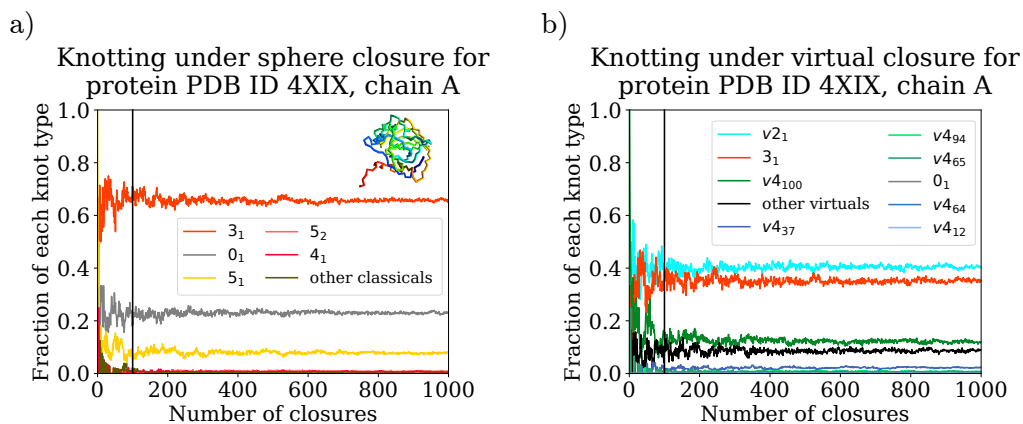 a)
Knotting under sphere closure for
protein PDB ID 4XIX, chain A
Fraction of each knot type
1.0
0.8
0.6
0.4
0.2
0.0
3₁
0₁
5₁
5₂
4₁
other classicals
0 200 400 600 800 1000
Number of closures
b)
Knotting under virtual closure for
protein PDB ID 4XIX, chain A
Fraction of each knot type
1.0
0.8
0.6
0.4
0.2
0.0
v2₁
3₁
v4₁₀₀
other virtuals
v4₃₇
v4₉₄
v4₆₅
0₁
v4₆₄
v4₁₂
0 200 400 600 800 1000
Number of closures